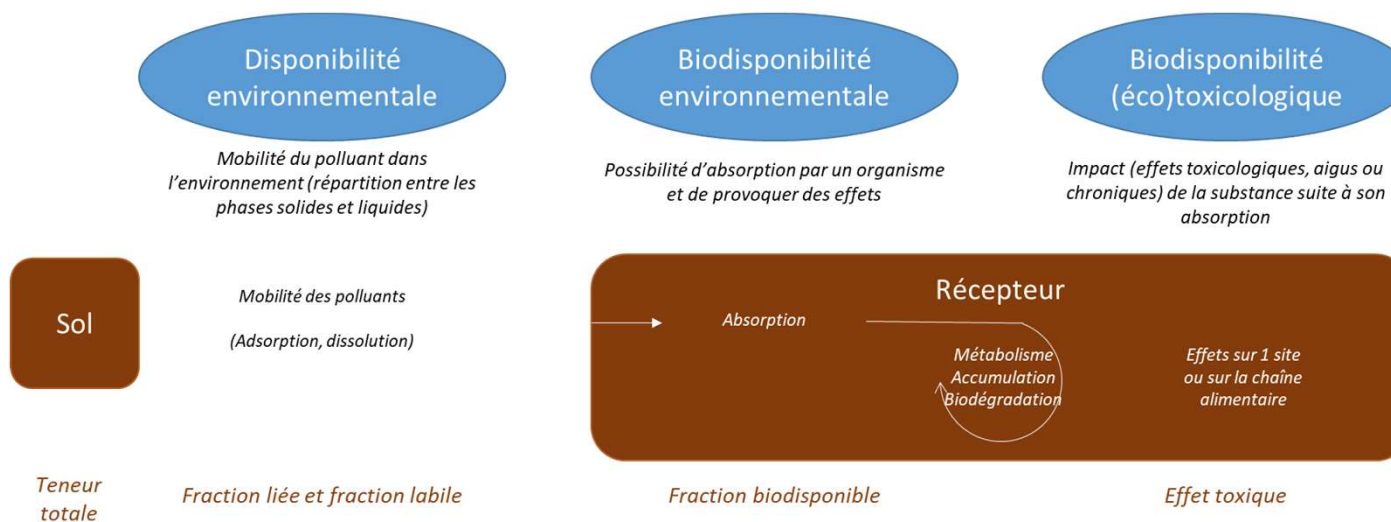 Disponibilité
environnementale
Biodisponibilité
environnementale
Biodisponibilité
(éco)toxicologique
Mobilité du polluant dans
l’environnement (répartition entre les
phases solides et liquides)
Possibilité d’absorption par un organisme
et de provoquer des effets
Impact (effets toxicologiques, aigus ou
chroniques) de la substance suite à son
absorption
Sol
Mobilité des polluants
(Adsorption, dissolution)
Récepteur
Absorption
Métabolisme
Accumulation
Biodégradation
Effets sur 1 site
ou sur la chaîne
alimentaire
Teneur
totale
Fraction liée et fraction labile
Fraction biodisponible
Effet toxique